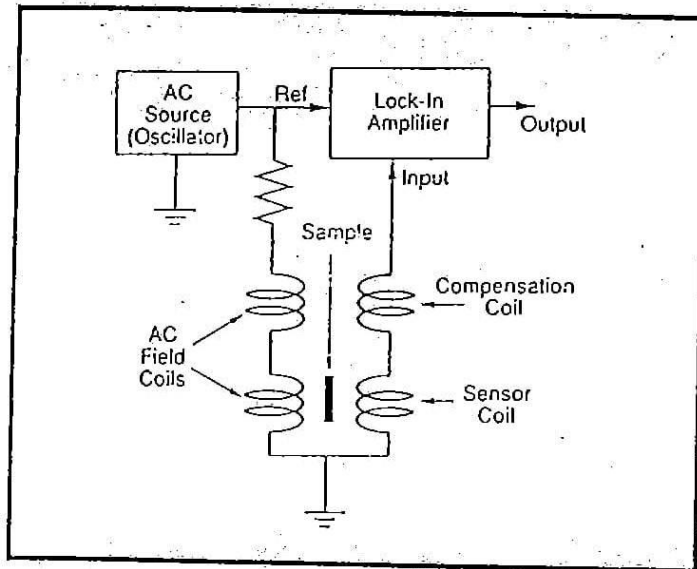 AC
Source
(Oscillator)
Ref
Lock-In
Amplifier
Output
Input
Sample
Compensation
Coil
AC
Field
Coils
Sensor
Coil